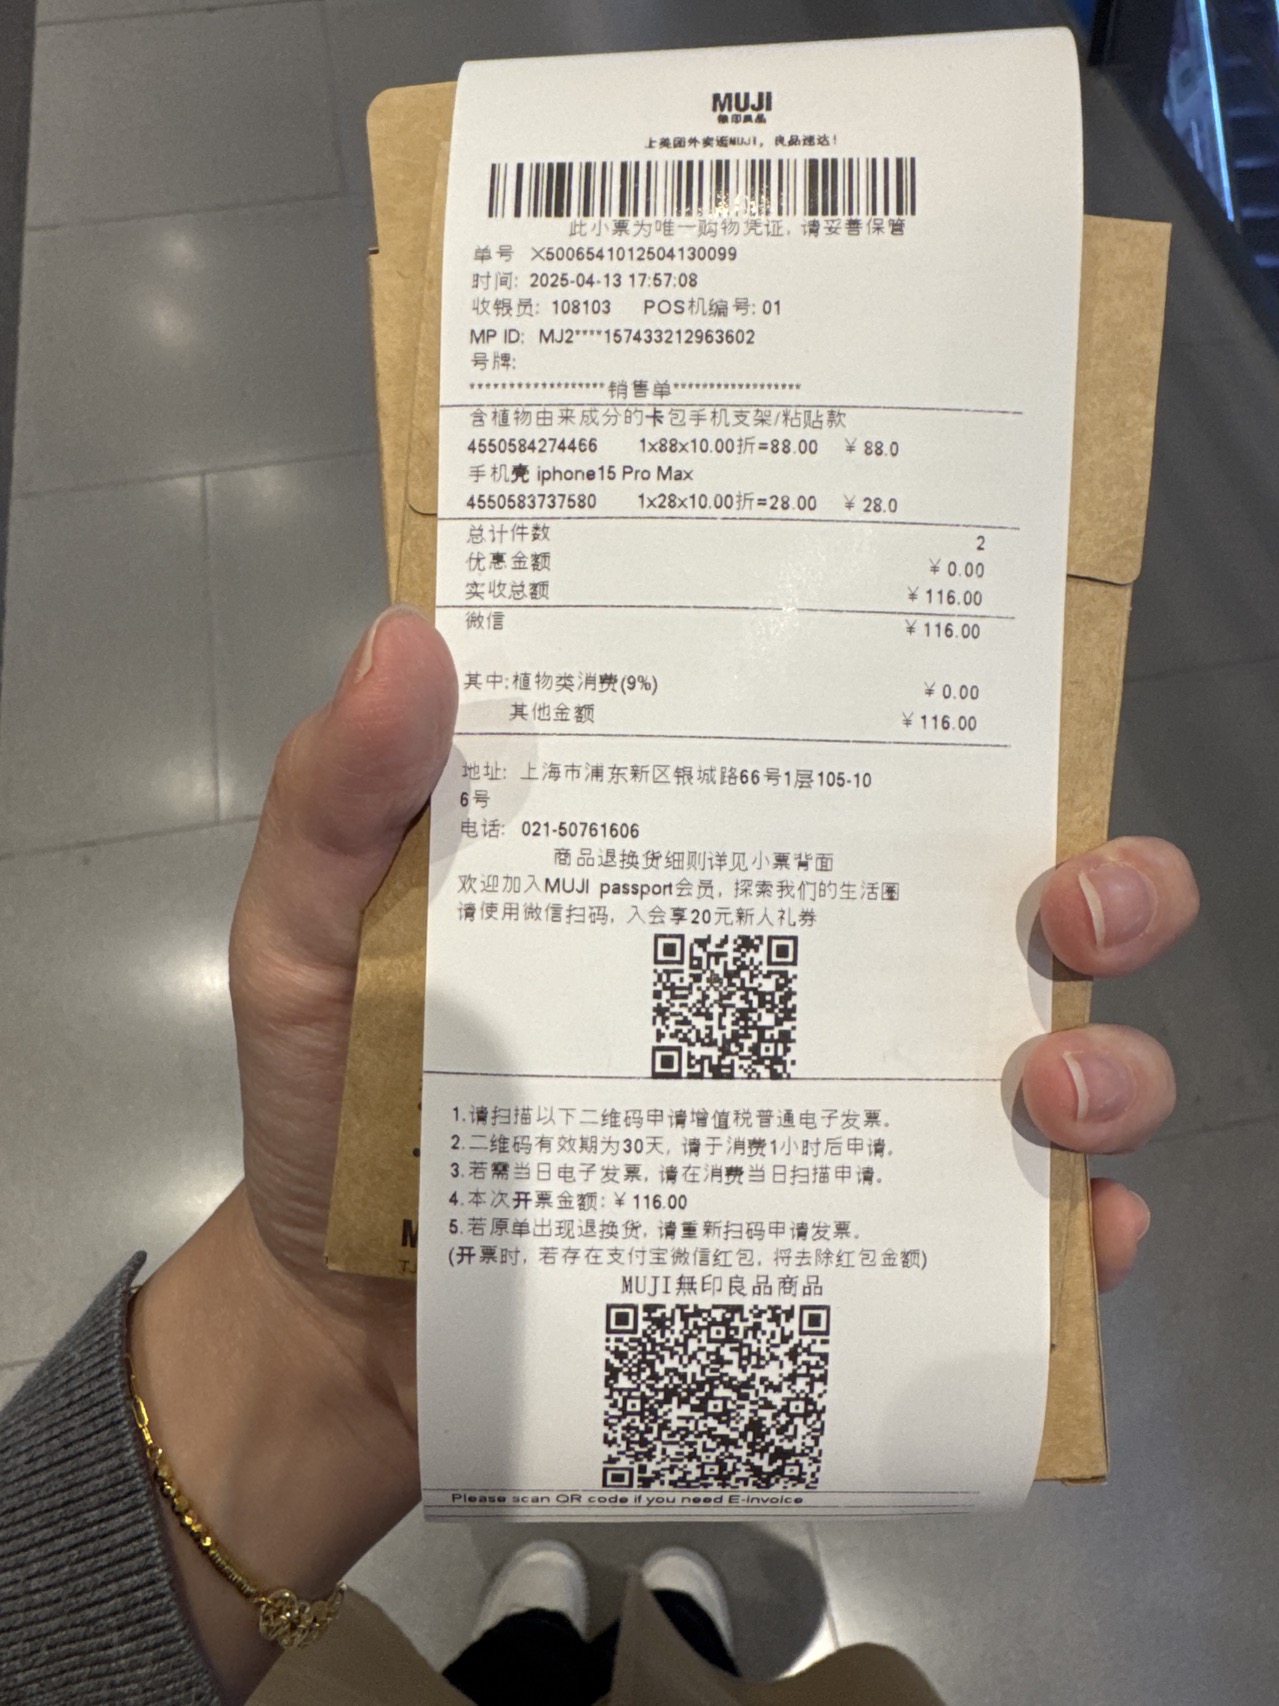 MUJI
無印良品
上美团外卖逛MUJI，良品速达！
此小票为唯一购物凭证, 请妥善保管
单号 X5006541012504130099
时间: 2025-04-13 17:57:08
收银员: 108103 POS机编号: 01
MP ID: MJ2****157433212963602
号牌:
******************销售单*****************
含植物由来成分的卡包手机支架/粘贴款
4550584274466 1x88x10.00折=88.00 ¥ 88.0
手机壳 iphone15 Pro Max
4550583737580 1x28x10.00折=28.00 ¥ 28.0
总计件数 2
优惠金额 ¥ 0.00
实收总额 ¥ 116.00
微信 ¥ 116.00
其中:植物类消费(9%) ¥ 0.00
其他金额 ¥ 116.00
地址: 上海市浦东新区银城路66号1层105-10
6号
电话: 021-50761606
商品退换货细则详见小票背面
欢迎加入MUJI passport会员, 探索我们的生活圈
请使用微信扫码, 入会享20元新人礼券
1.请扫描以下二维码申请增值税普通电子发票。
2.二维码有效期为30天, 请于消费1小时后申请。
3.若需当日电子发票, 请在消费当日扫描申请。
4.本次开票金额: ¥ 116.00
5.若原单出现退换货, 请重新扫码申请发票。
(开票时, 若存在支付宝微信红包, 将去除红包金额)
MUJI無印良品商品
Please scan QR code if you need E-invoice